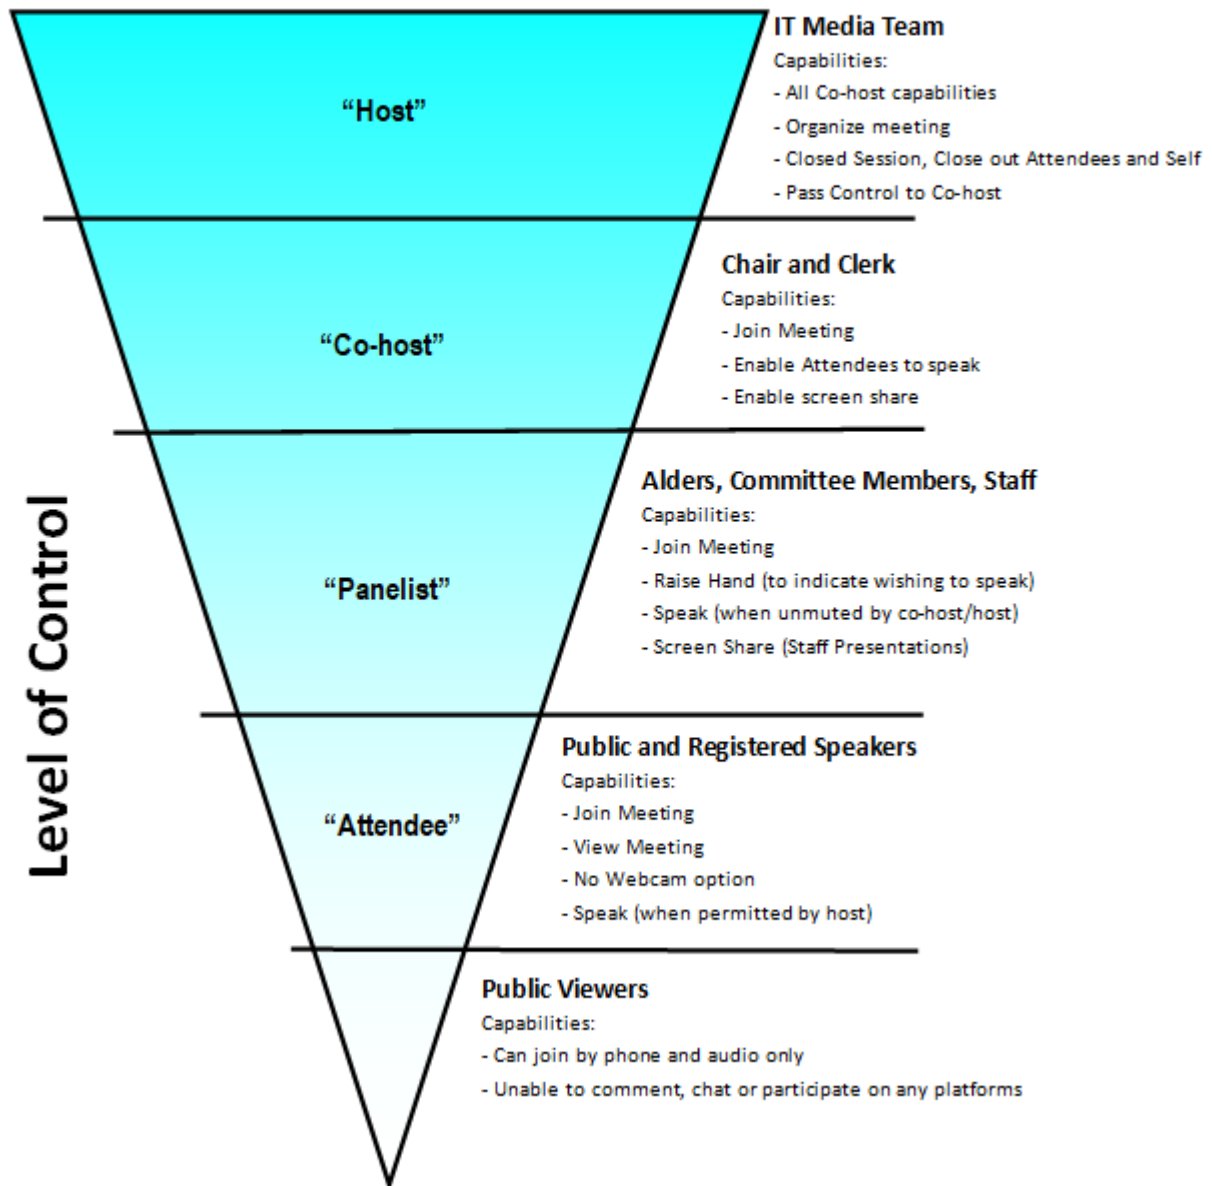 IT Media Team
Capabilities:
- All Co-host capabilities
- Organize meeting
- Closed Session, Close out Attendees and Self
- Pass Control to Co-host
“Host”
Chair and Clerk
Capabilities:
- Join Meeting
- Enable Attendees to speak
- Enable screen share
“Co-host”
Alders, Committee Members, Staff
Capabilities:
- Join Meeting
- Raise Hand (to indicate wishing to speak)
- Speak (when unmuted by co-host/host)
- Screen Share (Staff Presentations)
“Panelist”
Level of Control
Public and Registered Speakers
Capabilities:
- Join Meeting
- View Meeting
- No Webcam option
- Speak (when permitted by host)
“Attendee”
Public Viewers
Capabilities:
- Can join by phone and audio only
- Unable to comment, chat or participate on any platforms